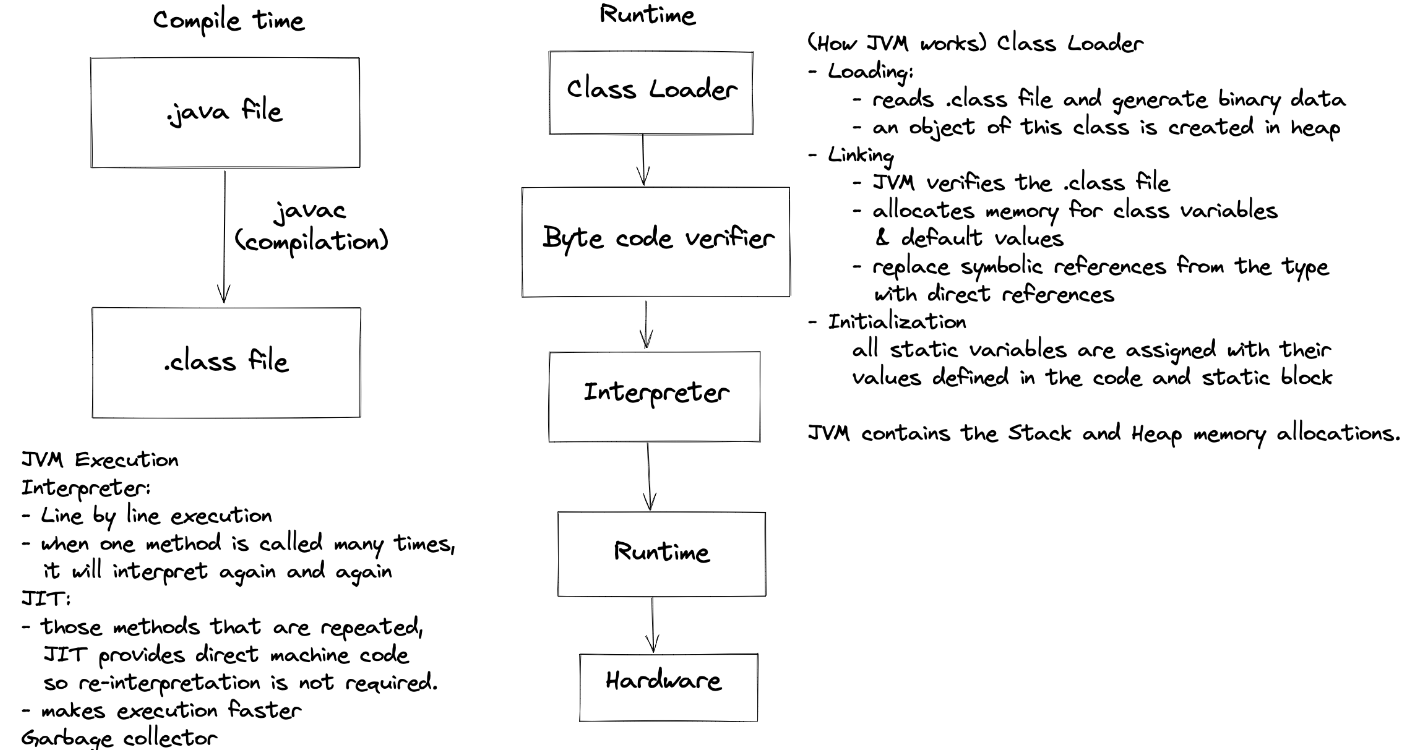 Compile time
.java file
javac
(compilation)
.class file
JVM Execution
Interpreter:
- Line by line execution
- when one method is called many times,
it will interpret again and again
JIT:
- those methods that are repeated,
JIT provides direct machine code
so re-interpretation is not required.
- makes execution faster
Garbage collector
Runtime
Class Loader
Byte code verifier
Interpreter
Runtime
Hardware
(How JVM works) Class Loader
- Loading:
- reads .class file and generate binary data
- an object of this class is created in heap
- Linking
- JVM verifies the .class file
- allocates memory for class variables
& default values
- replace symbolic references from the type
with direct references
- Initialization
all static variables are assigned with their
values defined in the code and static block
JVM contains the Stack and Heap memory allocations.